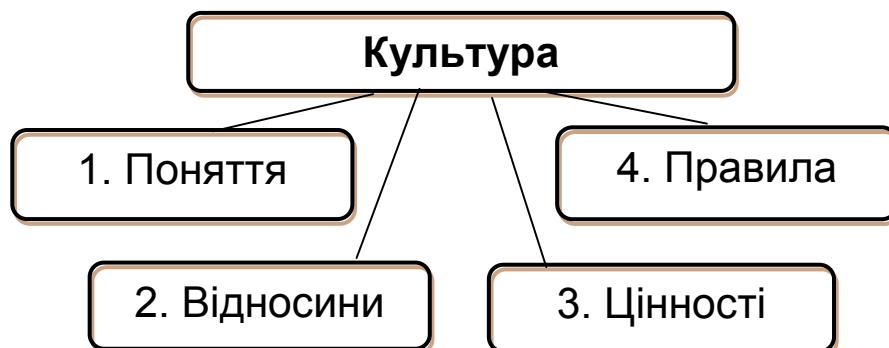 Культура
1. Поняття
4. Правила
2. Відносини
3. Цінності